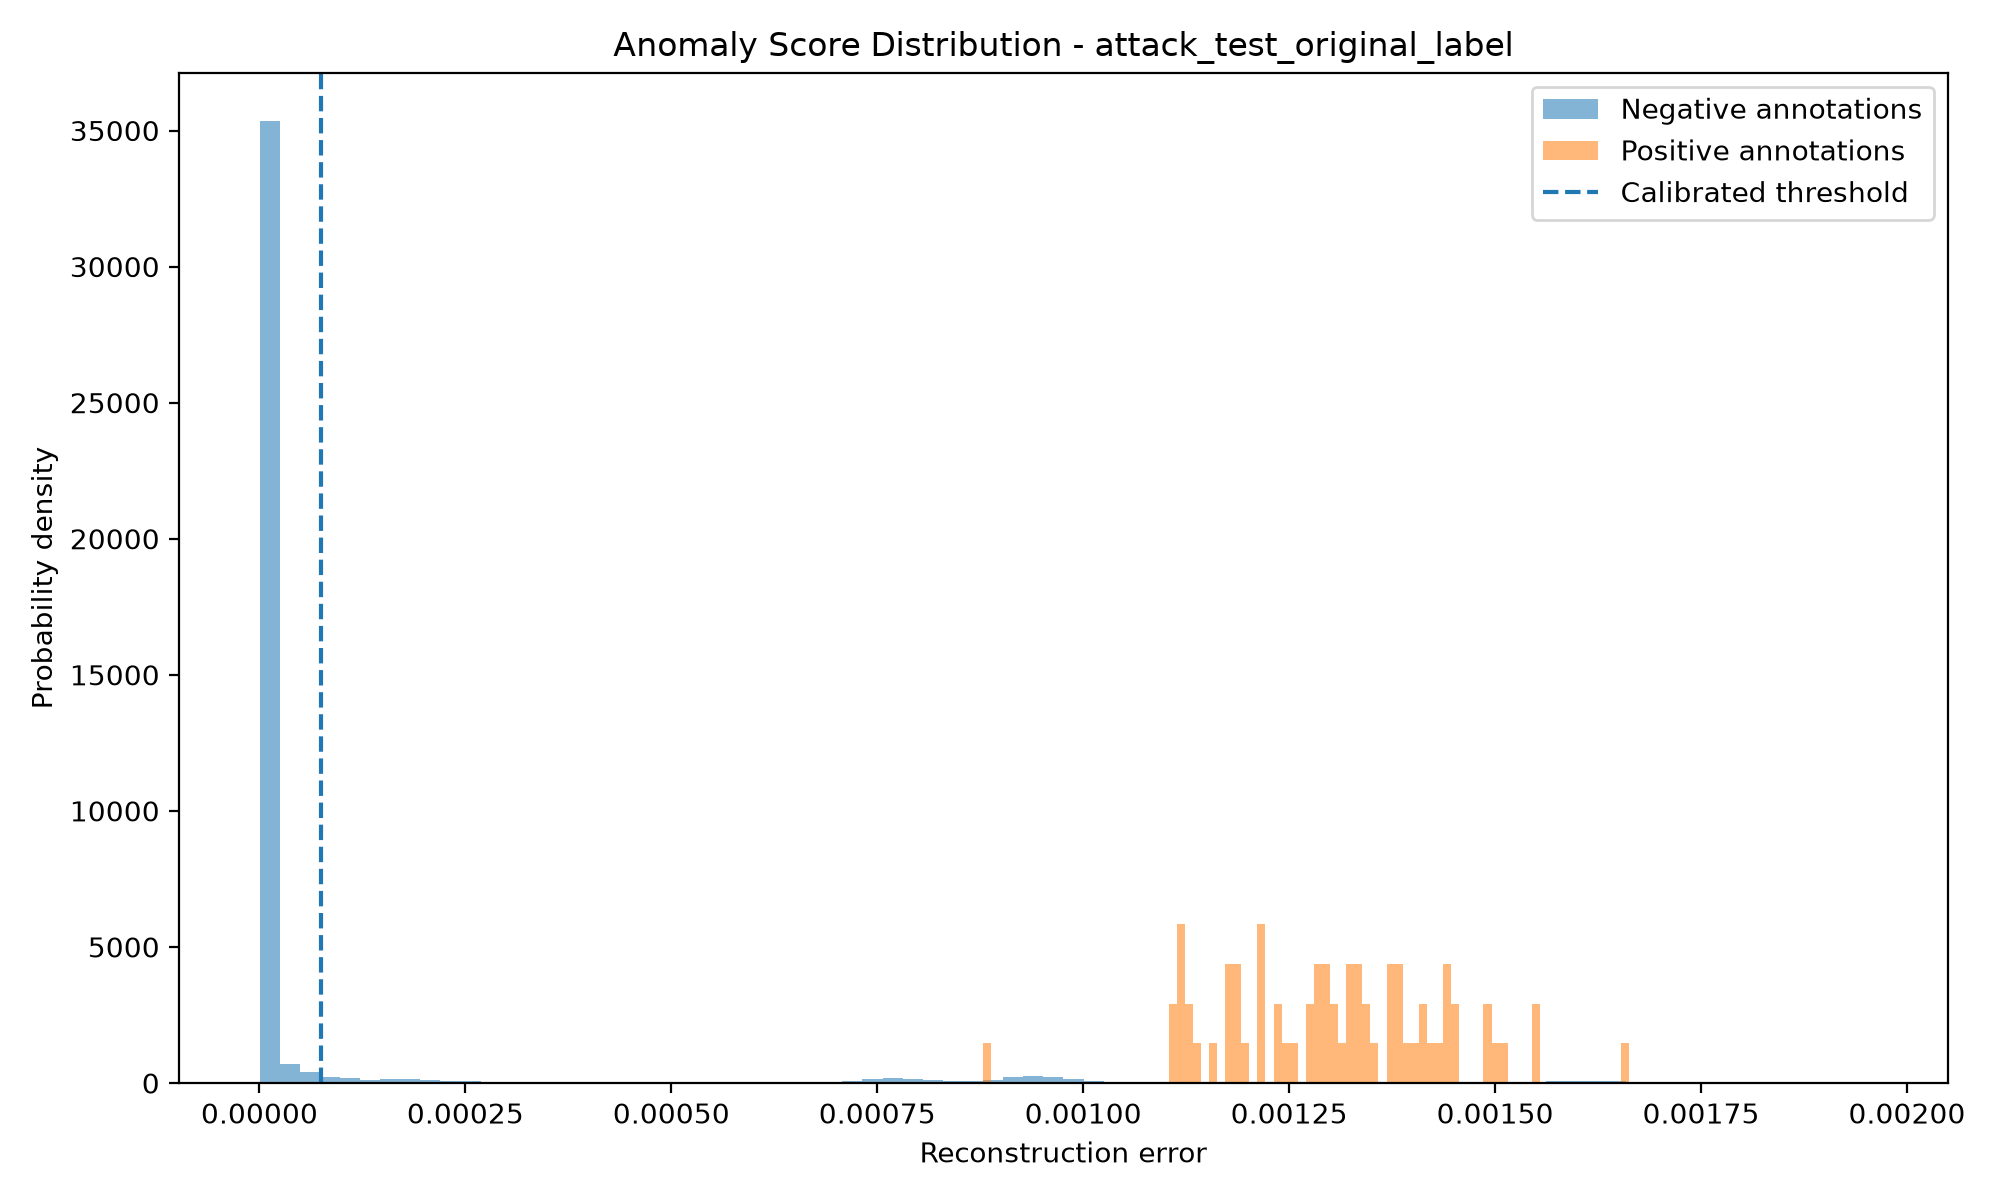 Anomaly Score Distribution - attack_test_original_label
Negative annotations
Positive annotations
Calibrated threshold
Probability density
35000
30000
25000
20000
15000
10000
5000
0
0.00000 0.00025 0.00050 0.00075 0.00100 0.00125 0.00150 0.00175 0.00200
Reconstruction error